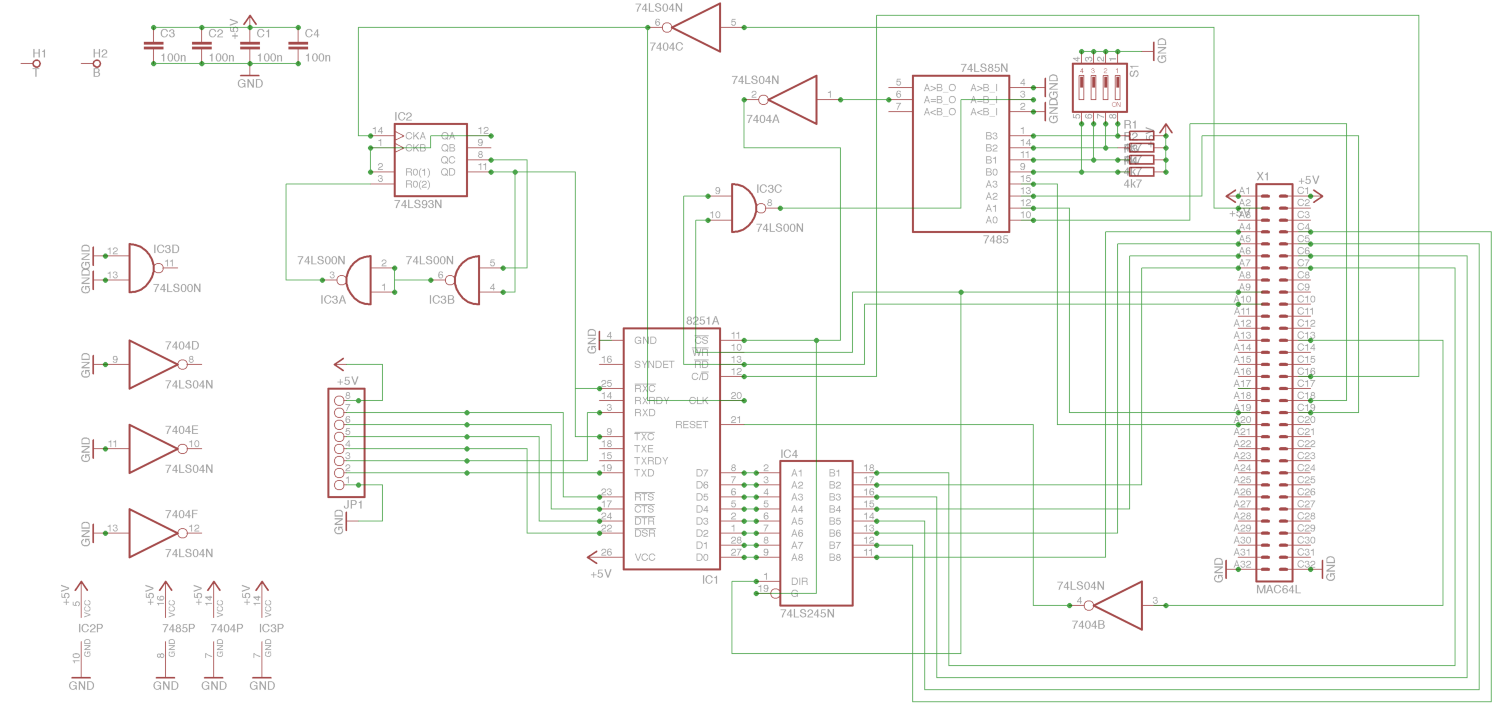 H1
T
H2
B
C3
100n
C2
100n
+5V
C1
100n
C4
100n
GND
74LS04N
6
5
7404C
74LS04N
2
1
7404A
IC2
14
CKA
QA
12
1
CKB
QB
9
QC
8
2
R0(1)
QD
11
3
R0(2)
74LS93N
74LS85N
5
A>B_O
A>B_I
4
6
A=B_O
A=B_I
3
7
A<B_O
A<B_I
2
GND
GND
B3
1
B2
14
B1
11
B0
9
A3
15
A2
13
A1
12
A0
10
7485
GND
4
3
2
1
4
3
2
1
ON
S1
5
6
7
8
R1
4k7
9
10
IC3C
8
74LS00N
GND
12
GND
13
IC3D
11
74LS00N
74LS00N
3
2
1
IC3A
74LS00N
6
5
4
IC3B
GND
9
7404D
8
74LS04N
GND
11
7404E
10
74LS04N
GND
13
7404F
12
74LS04N
+5V
8
7
6
5
4
3
2
1
JP1
GND
8251A
GND
4
GND
16
SYNDET
25
RXC
14
RXRDY
3
RXD
9
TXC
18
TXE
15
TXRDY
19
TXD
23
RTS
17
CTS
24
DTR
22
DSR
26
VCC
+5V
CS
11
WR
10
RD
13
C/D
12
CLK
20
RESET
21
D7
8
D6
7
D5
6
D4
5
D3
2
D2
1
D1
28
D0
27
IC1
IC4
2
A1
B1
18
3
A2
B2
17
4
A3
B3
16
5
A4
B4
15
6
A5
B5
14
7
A6
B6
13
8
A7
B7
12
9
A8
B8
11
1
DIR
19
G
74LS245N
74LS04N
4
3
7404B
X1
+5V
+5V
A1
C1
A2
C2
C3
A4
C4
A5
C5
A6
C6
A7
C7
A8
C8
A9
C9
A10
C10
A11
C11
A12
C12
A13
C13
A14
C14
A15
C15
A16
C16
A17
C17
A18
C18
A19
C19
A20
C20
A21
C21
A22
C22
A23
C23
A24
C24
A25
C25
A26
C26
A27
C27
A28
C28
A29
C29
A30
C30
A31
C31
A32
C32
GND
GND
MAC64L
+5V
5
VCC
IC2P
10
GND
GND
+5V
16
VCC
7485P
8
GND
GND
+5V
14
VCC
7404P
7
GND
GND
+5V
14
VCC
IC3P
7
GND
GND